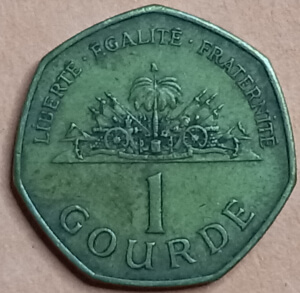 LIBERTÉ · EGALITÉ · FRATERNITÉ
1
GOURDE